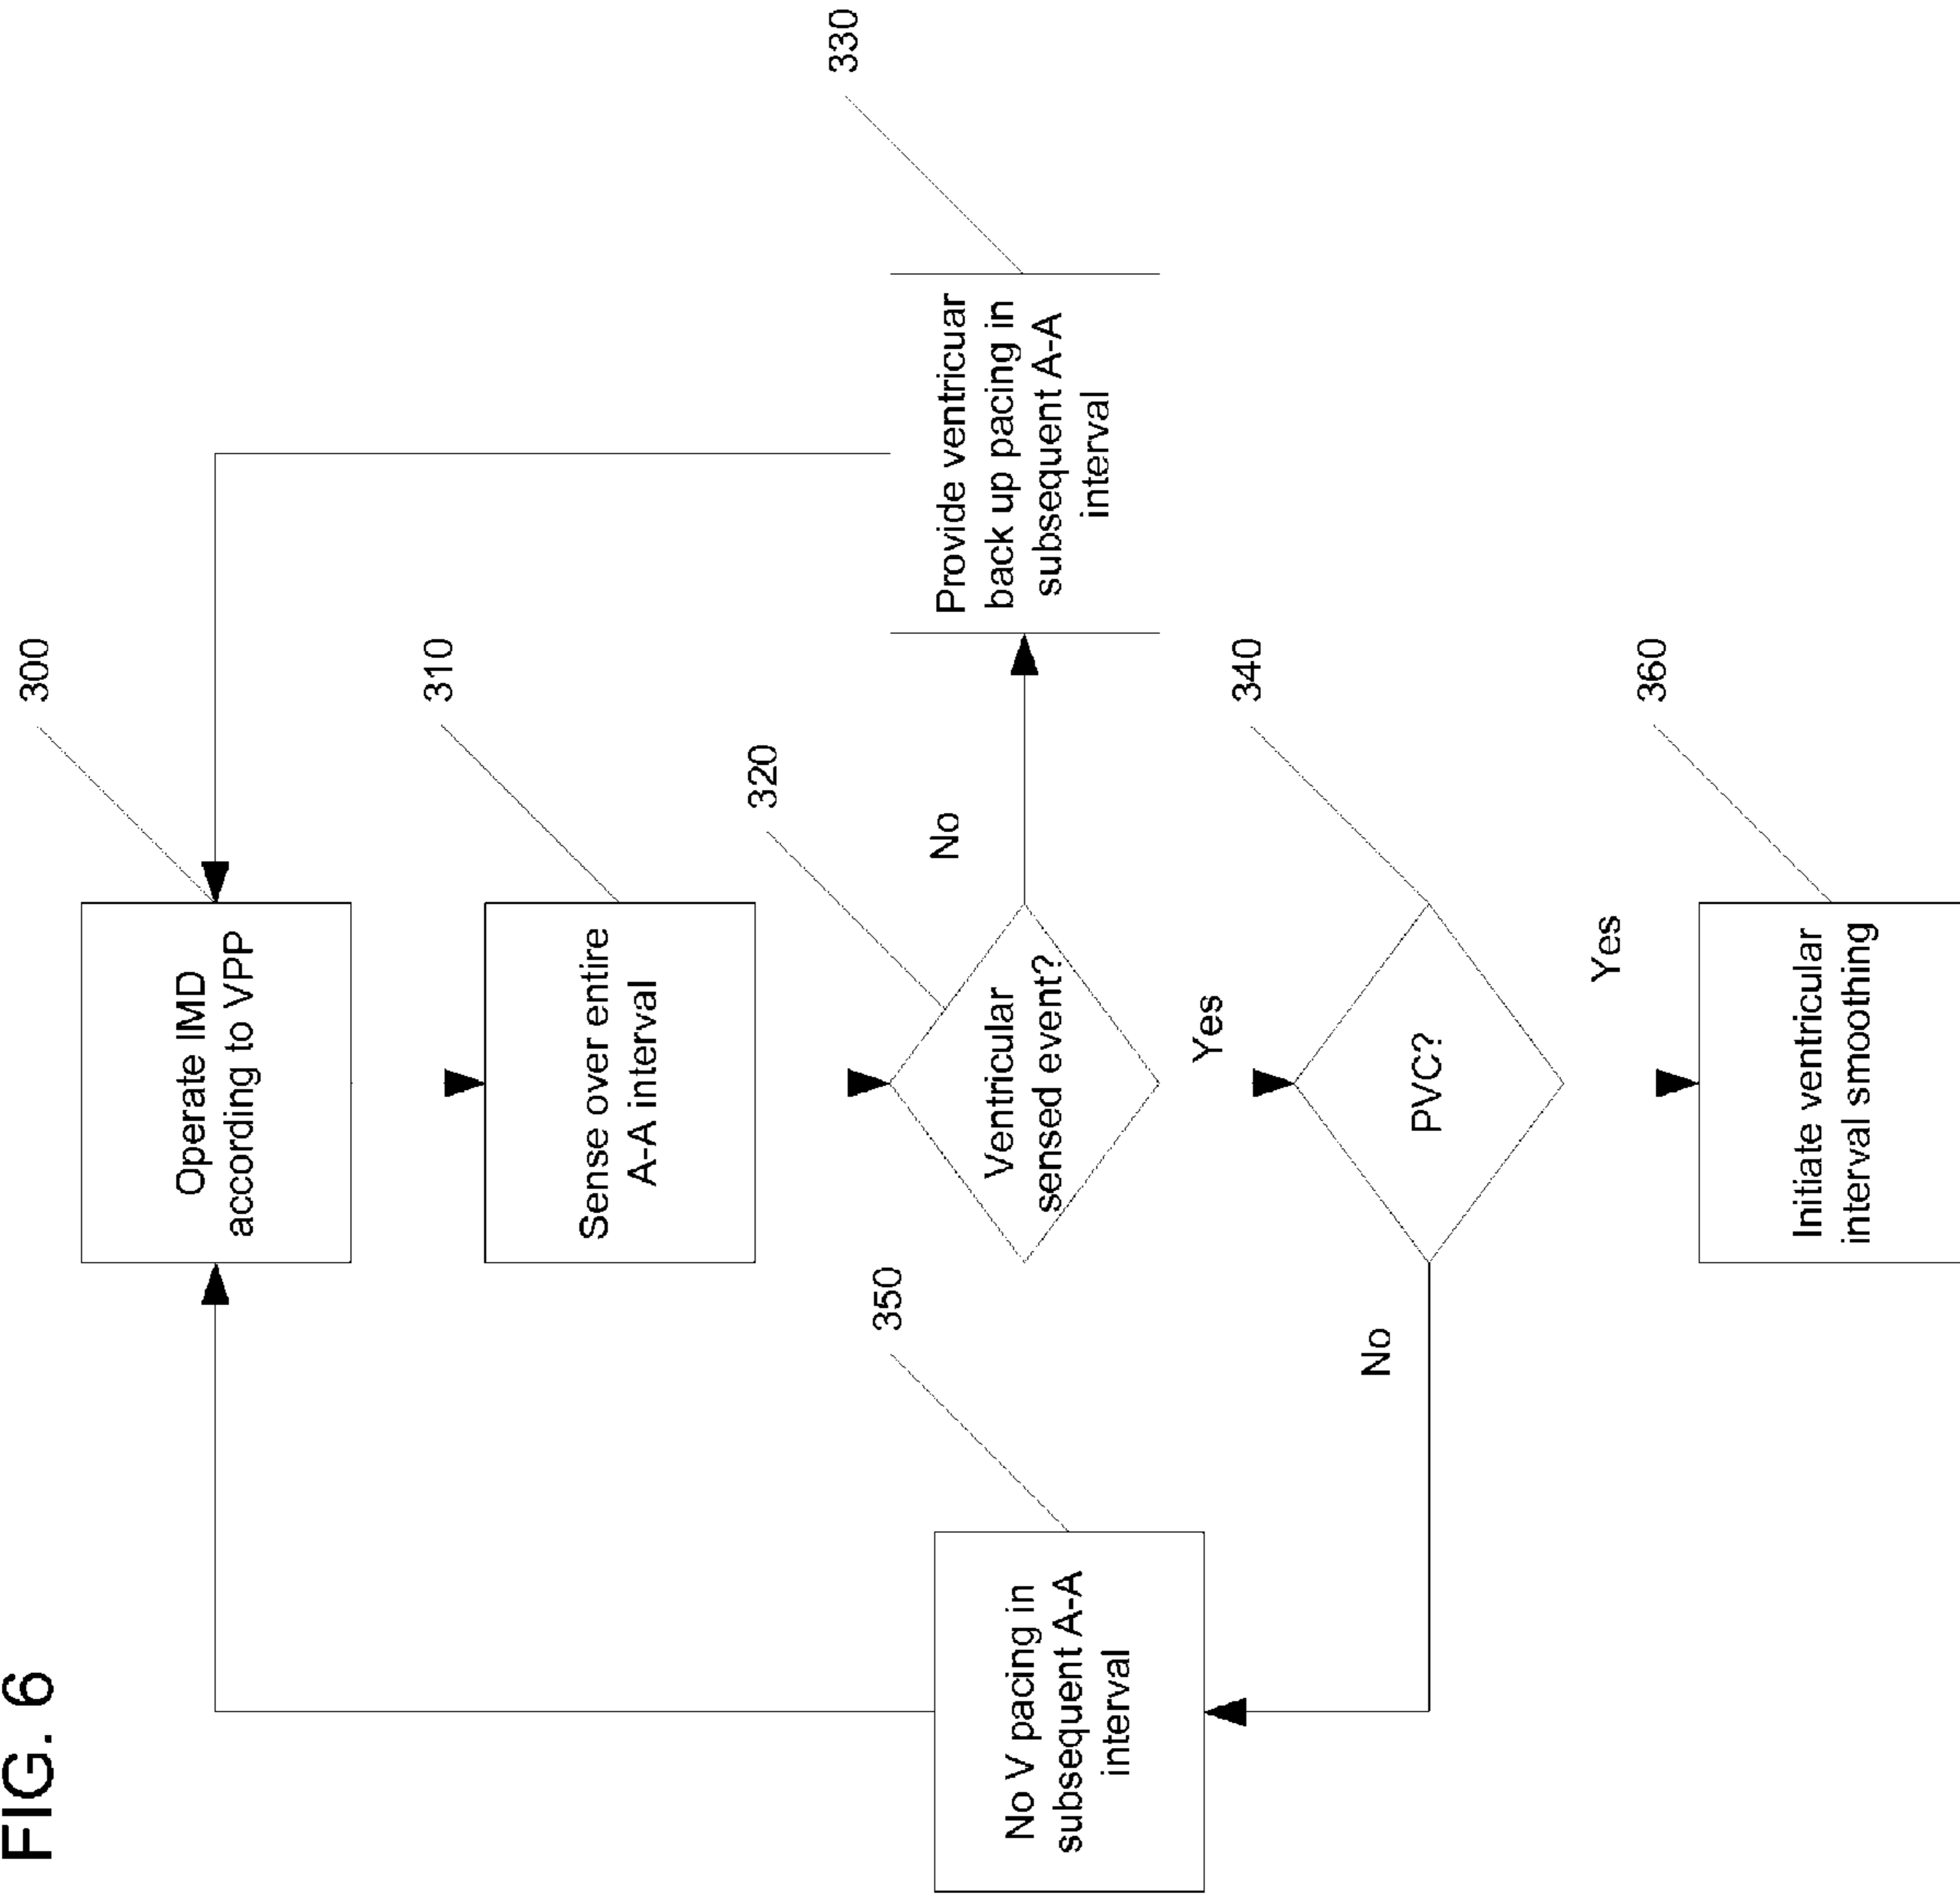 FIG. 6
300
Operate IMD
according to VPP
310
Sense over entire
A-A interval
320
Ventricular
sensed event?
No
330
Provide ventricuar
back up pacing in
subsequent A-A
interval
Yes
340
PVC?
No
350
No V pacing in
subsequent A-A
interval
Yes
360
Initiate ventricular
interval smoothing